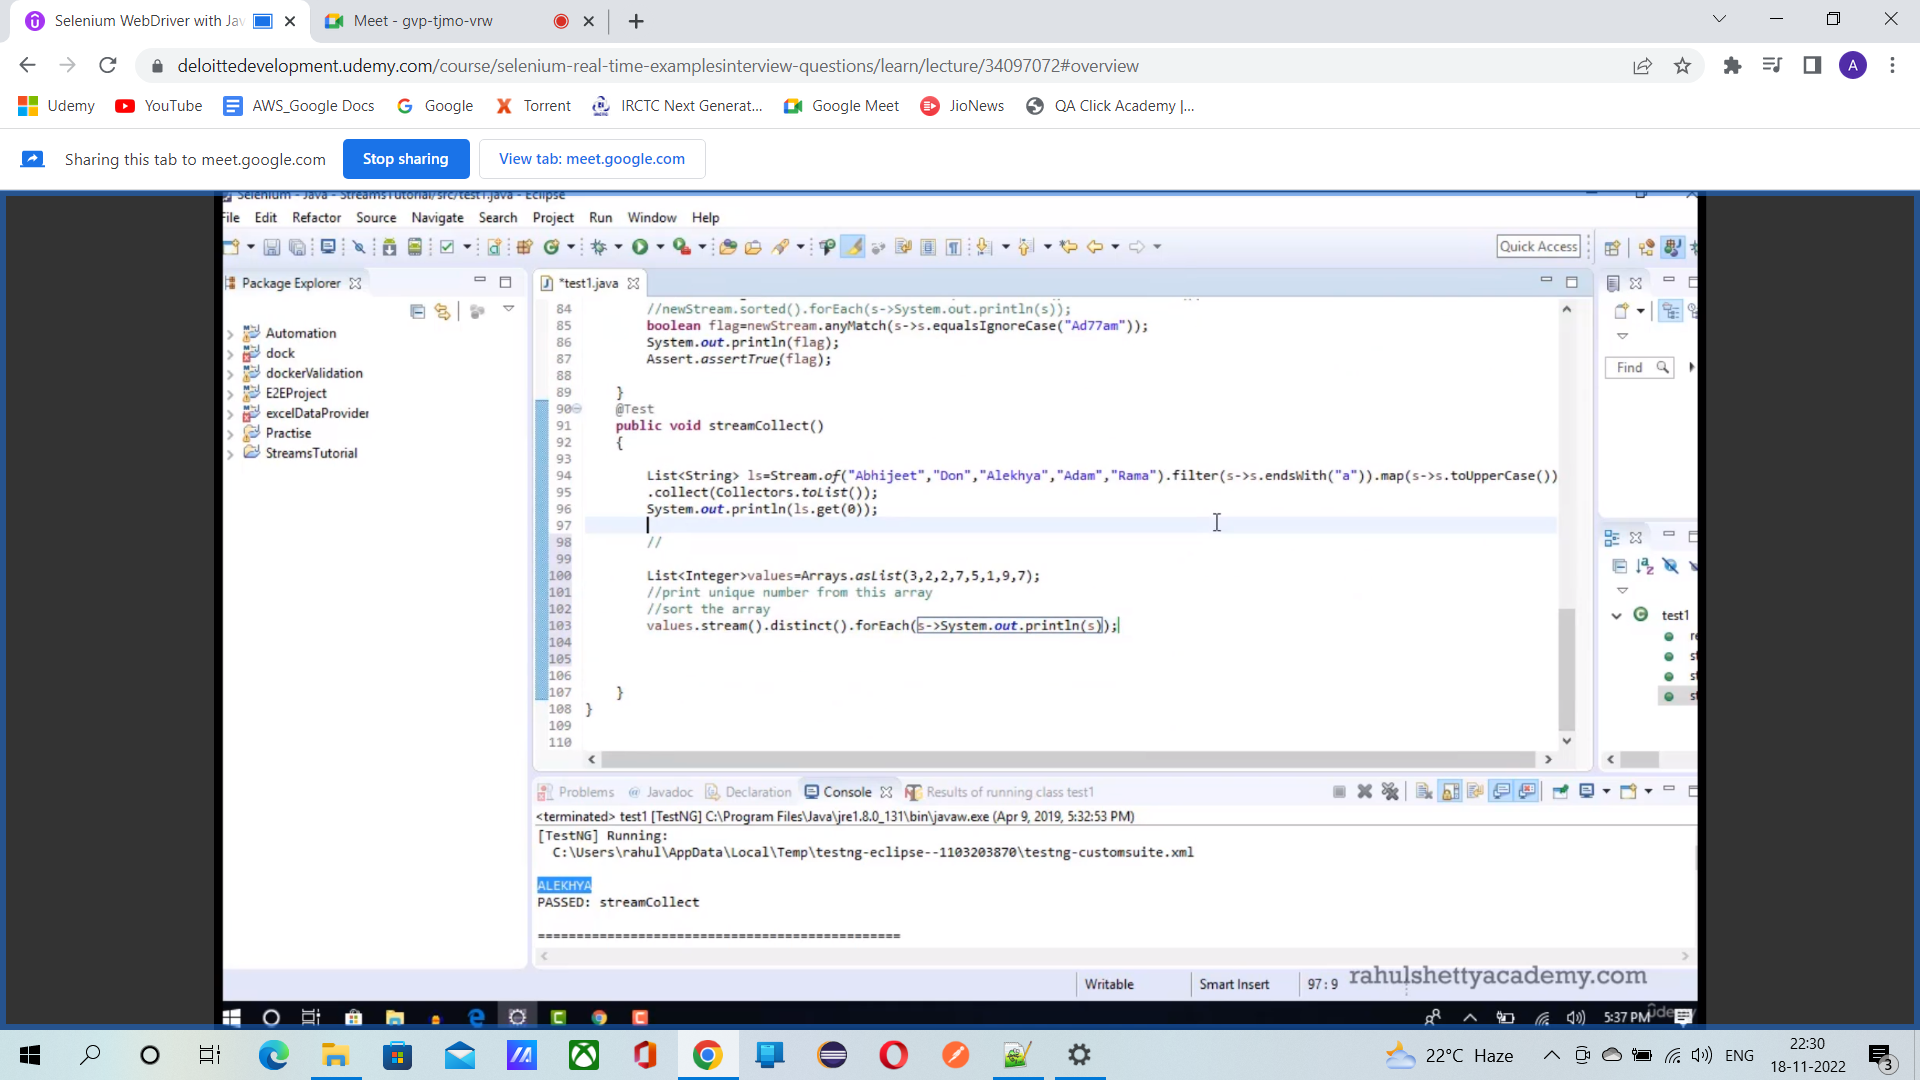 Selenium WebDriver with Jav
Meet - gvp-tjmo-vrw
deloittedevelopment.udemy.com/course/selenium-real-time-examplesinterview-questions/learn/lecture/34097072#overview
A
Udemy
YouTube
AWS_Google Docs
Google
Torrent
IRCTC Next Generat...
Google Meet
JioNews
QA Click Academy |...
Sharing this tab to meet.google.com
Stop sharing
View tab: meet.google.com
Selenium - Java - StreamsTutorial/src/test1.java - Eclipse
File Edit Refactor Source Navigate Search Project Run Window Help
Quick Access
Package Explorer
*test1.java
Automation
dock
dockerValidation
E2EProject
excelDataProvider
Practise
StreamsTutorial
84 //newStream.sorted().forEach(s->System.out.println(s));
85 boolean flag=newStream.anyMatch(s->s.equalsIgnoreCase("Ad77am"));
86 System.out.println(flag);
87 Assert.assertTrue(flag);
88
89 }
90 @Test
91 public void streamCollect()
92 {
93
94 List<String> ls=Stream.of("Abhijeet","Don","Alekhya","Adam","Rama").filter(s->s.endsWith("a")).map(s->s.toUpperCase())
95 .collect(Collectors.toList());
96 System.out.println(ls.get(0));
97
98 //
99
100 List<Integer>values=Arrays.asList(3,2,2,7,5,1,9,7);
101 //print unique number from this array
102 //sort the array
103 values.stream().distinct().forEach(s->System.out.println(s));
104
105
106
107 }
108 }
109
110
Find
test1
re
st
st
st
Problems
@ Javadoc
Declaration
Console
Results of running class test1
<terminated> test1 [TestNG] C:\Program Files\Java\jre1.8.0_131\bin\javaw.exe (Apr 9, 2019, 5:32:53 PM)
[TestNG] Running:
C:\Users\rahul\AppData\Local\Temp\testng-eclipse--1103203870\testng-customsuite.xml
ALEKHYA
PASSED: streamCollect
===============================================
Writable
Smart Insert
97 : 9
rahulshettyacademy.com
5:37 PM
ûdemy
22°C Haze
ENG
22:30
18-11-2022
3